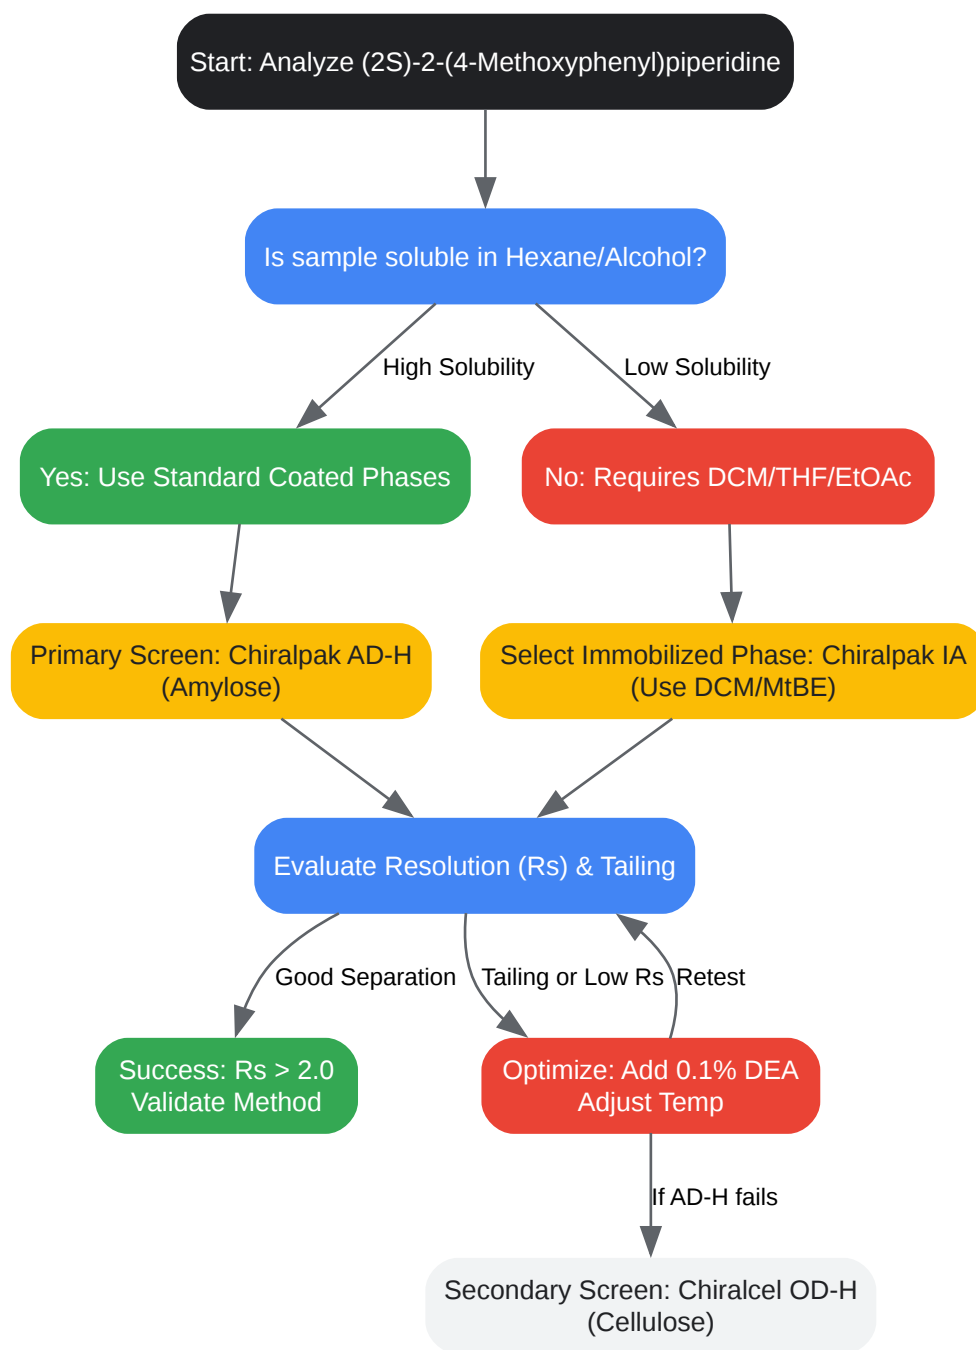 Start: Analyze (2S)-2-(4-Methoxyphenyl)piperidine
Is sample soluble in Hexane/Alcohol?
High Solubility
Low Solubility
Yes: Use Standard Coated Phases
No: Requires DCM/THF/EtOAc
Primary Screen: Chiralpak AD-H
(Amylose)
Select Immobilized Phase: Chiralpak IA
(Use DCM/MtBE)
Evaluate Resolution (Rs) & Tailing
Good Separation
Tailing or Low Rs
Retest
Success: Rs > 2.0
Validate Method
Optimize: Add 0.1% DEA
Adjust Temp
If AD-H fails
Secondary Screen: Chiralcel OD-H
(Cellulose)